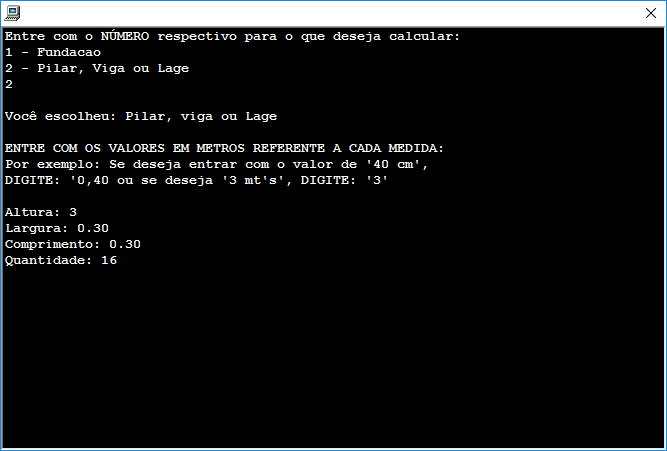 Entre com o NÚMERO respectivo para o que deseja calcular:
1 - Fundacao
2 - Pilar, Viga ou Lage
2
Você escolheu: Pilar, viga ou Lage
ENTRE COM OS VALORES EM METROS REFERENTE A CADA MEDIDA:
Por exemplo: Se deseja entrar com o valor de '40 cm',
DIGITE: '0,40 ou se deseja '3 mt's', DIGITE: '3'
Altura: 3
Largura: 0.30
Comprimento: 0.30
Quantidade: 16